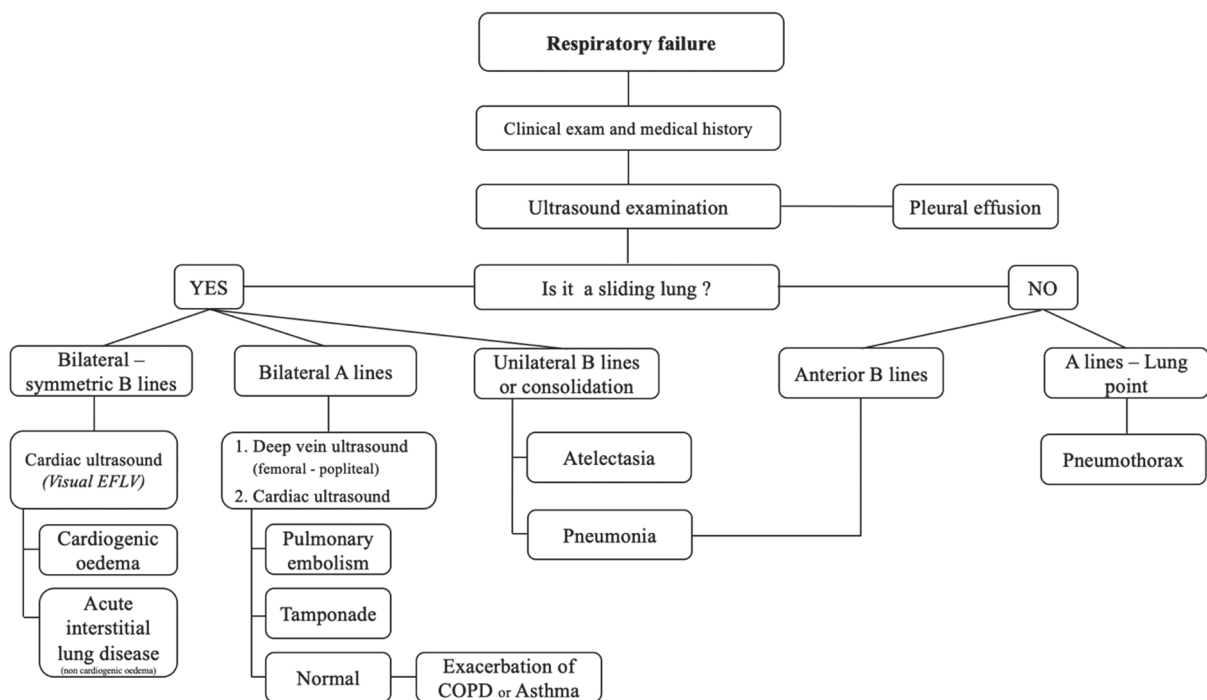 Respiratory failure
Clinical exam and medical history
Ultrasound examination
Pleural effusion
YES
Is it a sliding lung ?
NO
Bilateral –
symmetric B lines
Bilateral A lines
Unilateral B lines
or consolidation
Anterior B lines
A lines – Lung
point
Cardiac ultrasound
(Visual EFLV)
1. Deep vein ultrasound
(femoral - popliteal)
2. Cardiac ultrasound
Atelectasia
Pneumothorax
Cardiogenic
oedema
Pulmonary
embolism
Pneumonia
Acute
interstitial
lung disease
(non cardiogenic oedema)
Tamponade
Normal
Exacerbation of
COPD or Asthma